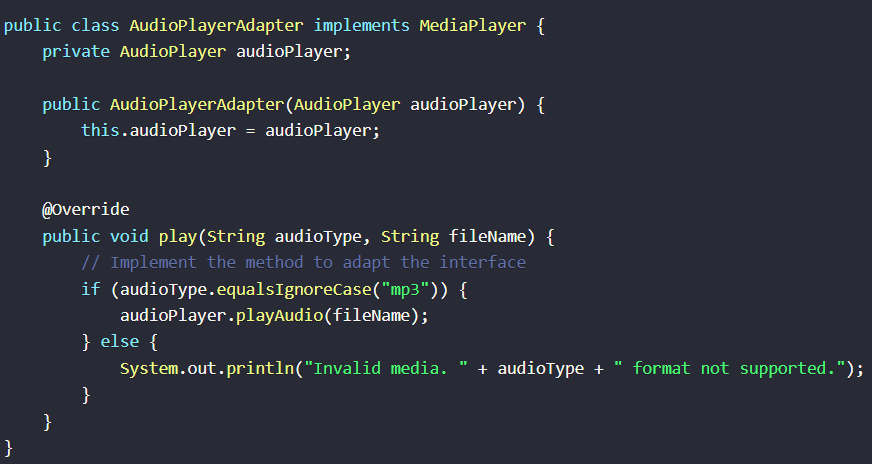 public class AudioPlayerAdapter implements MediaPlayer {
    private AudioPlayer audioPlayer;

    public AudioPlayerAdapter(AudioPlayer audioPlayer) {
        this.audioPlayer = audioPlayer;
    }

    @Override
    public void play(String audioType, String fileName) {
        // Implement the method to adapt the interface
        if (audioType.equalsIgnoreCase("mp3")) {
            audioPlayer.playAudio(fileName);
        } else {
            System.out.println("Invalid media. " + audioType + " format not supported.");
        }
    }
}